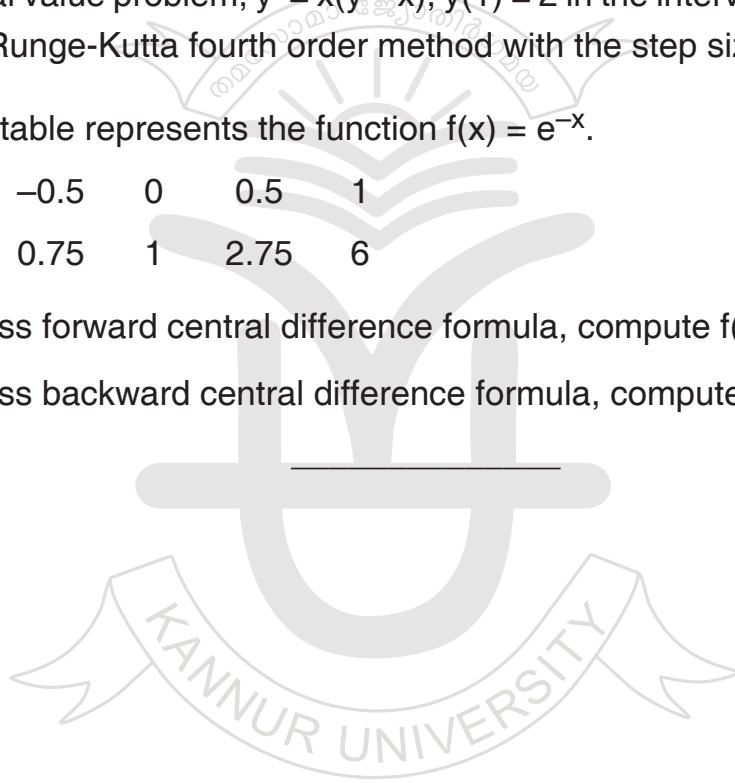 al value problem, y = x(y x), y(1) = 2 in the interv
Runge-Kutta fourth order method with the step siz
table represents the function f(x) = e⁻ˣ.
–0.5 0 0.5 1
0.75 1 2.75 6
ss forward central difference formula, compute f(
ss backward central difference formula, compute
KANNUR UNIVERSITY